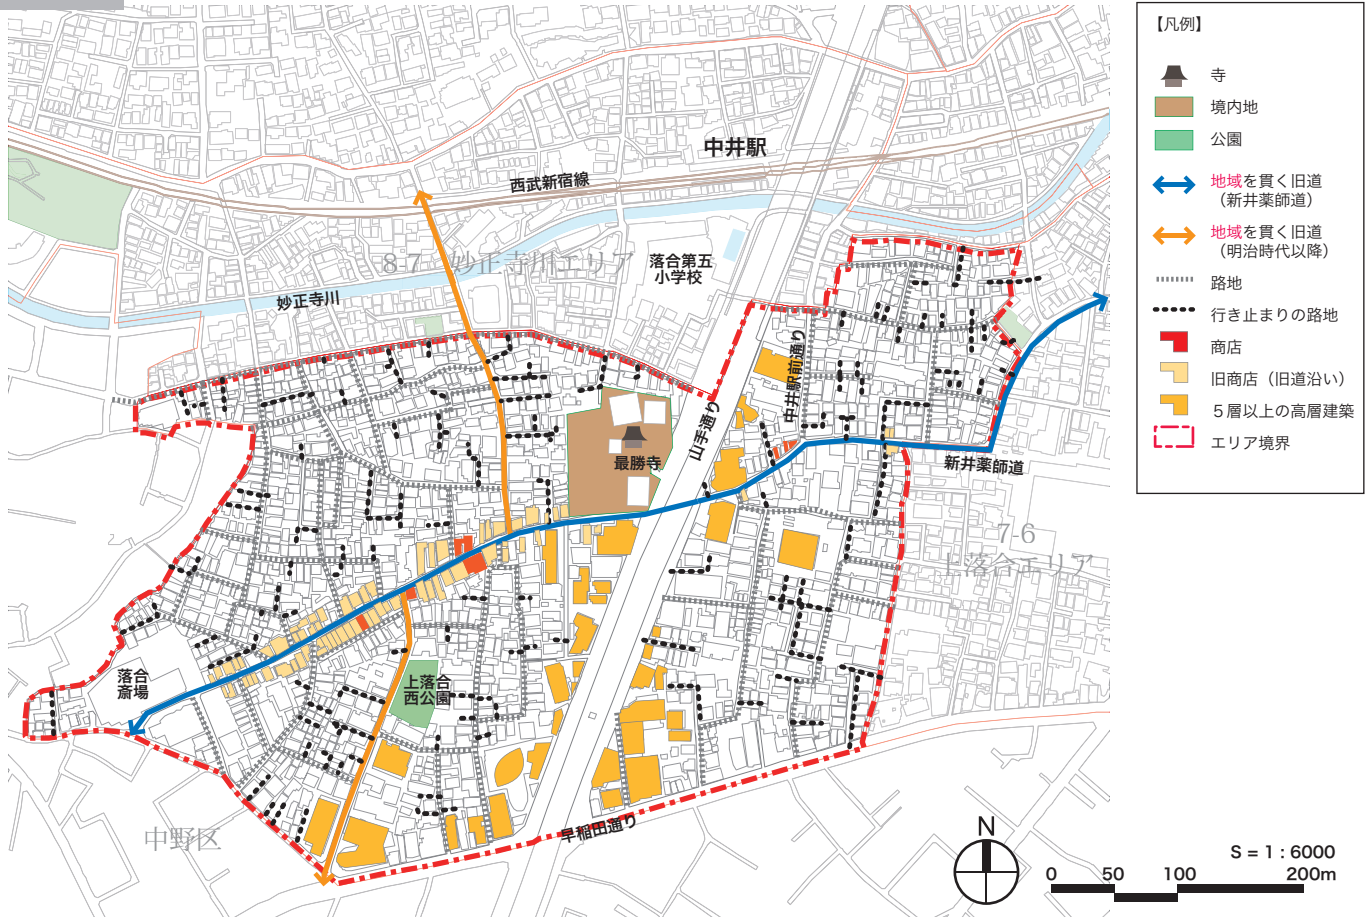 中井駅
西武新宿線
8-7 妙正寺川エリア
落合第五
小学校
妙正寺川
中井駅前通り
山手通り
最勝寺
新井薬師道
7-6
上落合エリア
落合
斎場
上落合
西公園
中野区
早稲田通り
【凡例】
寺
境内地
公園
地域を貫く旧道
（新井薬師道）
地域を貫く旧道
（明治時代以降）
路地
行き止まりの路地
商店
旧商店（旧道沿い）
５層以上の高層建築
エリア境界
N
S = 1 : 6000
0 50 100 200m